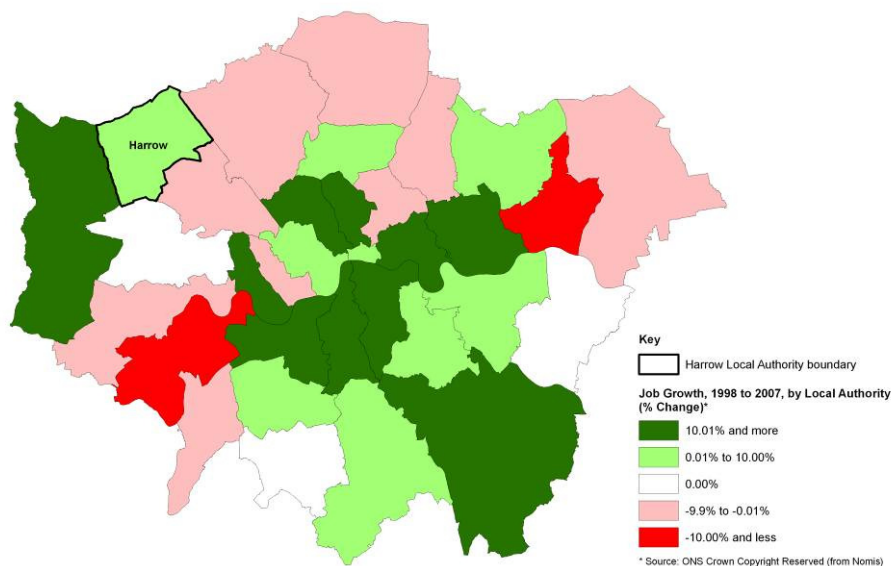 Harrow
Key
Harrow Local Authority boundary
Job Growth, 1998 to 2007, by Local Authority
(% Change)*
10.01% and more
0.01% to 10.00%
0.00%
-9.9% to -0.01%
-10.00% and less
* Source: ONS Crown Copyright Reserved (from Nomis)